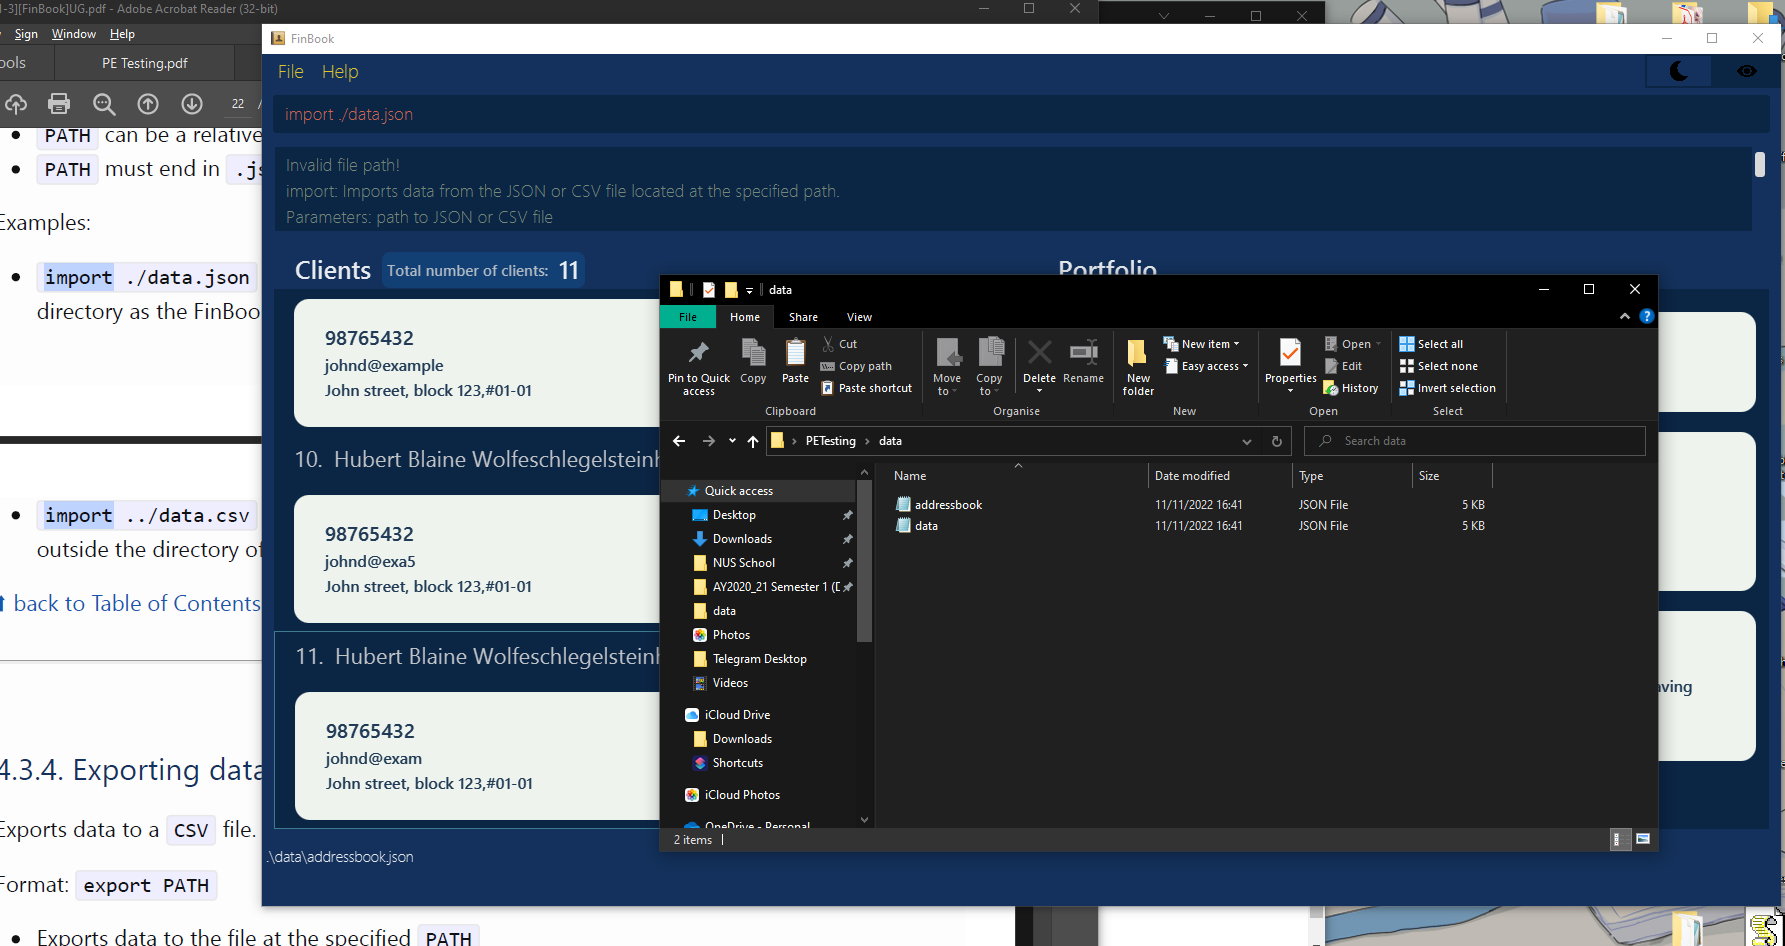 1-3][FinBook]UG.pdf - Adobe Acrobat Reader (32-bit)
Sign Window Help
PE Testing.pdf
22 /
PATH can be a relative
PATH must end in .js
Examples:
import ./data.json
directory as the FinBoo
import ../data.csv
outside the directory of
back to Table of Contents
4.3.4. Exporting data
Exports data to a CSV file.
Format: export PATH
Exports data to the file at the specified PATH
FinBook
File Help
import ./data.json
Invalid file path!
import: Imports data from the JSON or CSV file located at the specified path.
Parameters: path to JSON or CSV file
Clients Total number of clients: 11
Portfolio
98765432
johnd@example
John street, block 123,#01-01
10. Hubert Blaine Wolfeschlegelsteinh
98765432
johnd@exa5
John street, block 123,#01-01
11. Hubert Blaine Wolfeschlegelsteinh
98765432
johnd@exam
John street, block 123,#01-01
.\data\addressbook.json
data
File Home Share View
Pin to Quick access
Copy
Paste
Cut
Copy path
Paste shortcut
Clipboard
Move to
Copy to
Delete
Rename
Organise
New folder
New item
Easy access
New
Properties
Open
Edit
History
Open
Select all
Select none
Invert selection
Select
PETesting > data
Search data
Name Date modified Type Size
addressbook 11/11/2022 16:41 JSON File 5 KB
data 11/11/2022 16:41 JSON File 5 KB
Quick access
Desktop
Downloads
NUS School
AY2020_21 Semester 1 (
data
Photos
Telegram Desktop
Videos
iCloud Drive
Downloads
Shortcuts
iCloud Photos
OneDrive - Personal
2 items